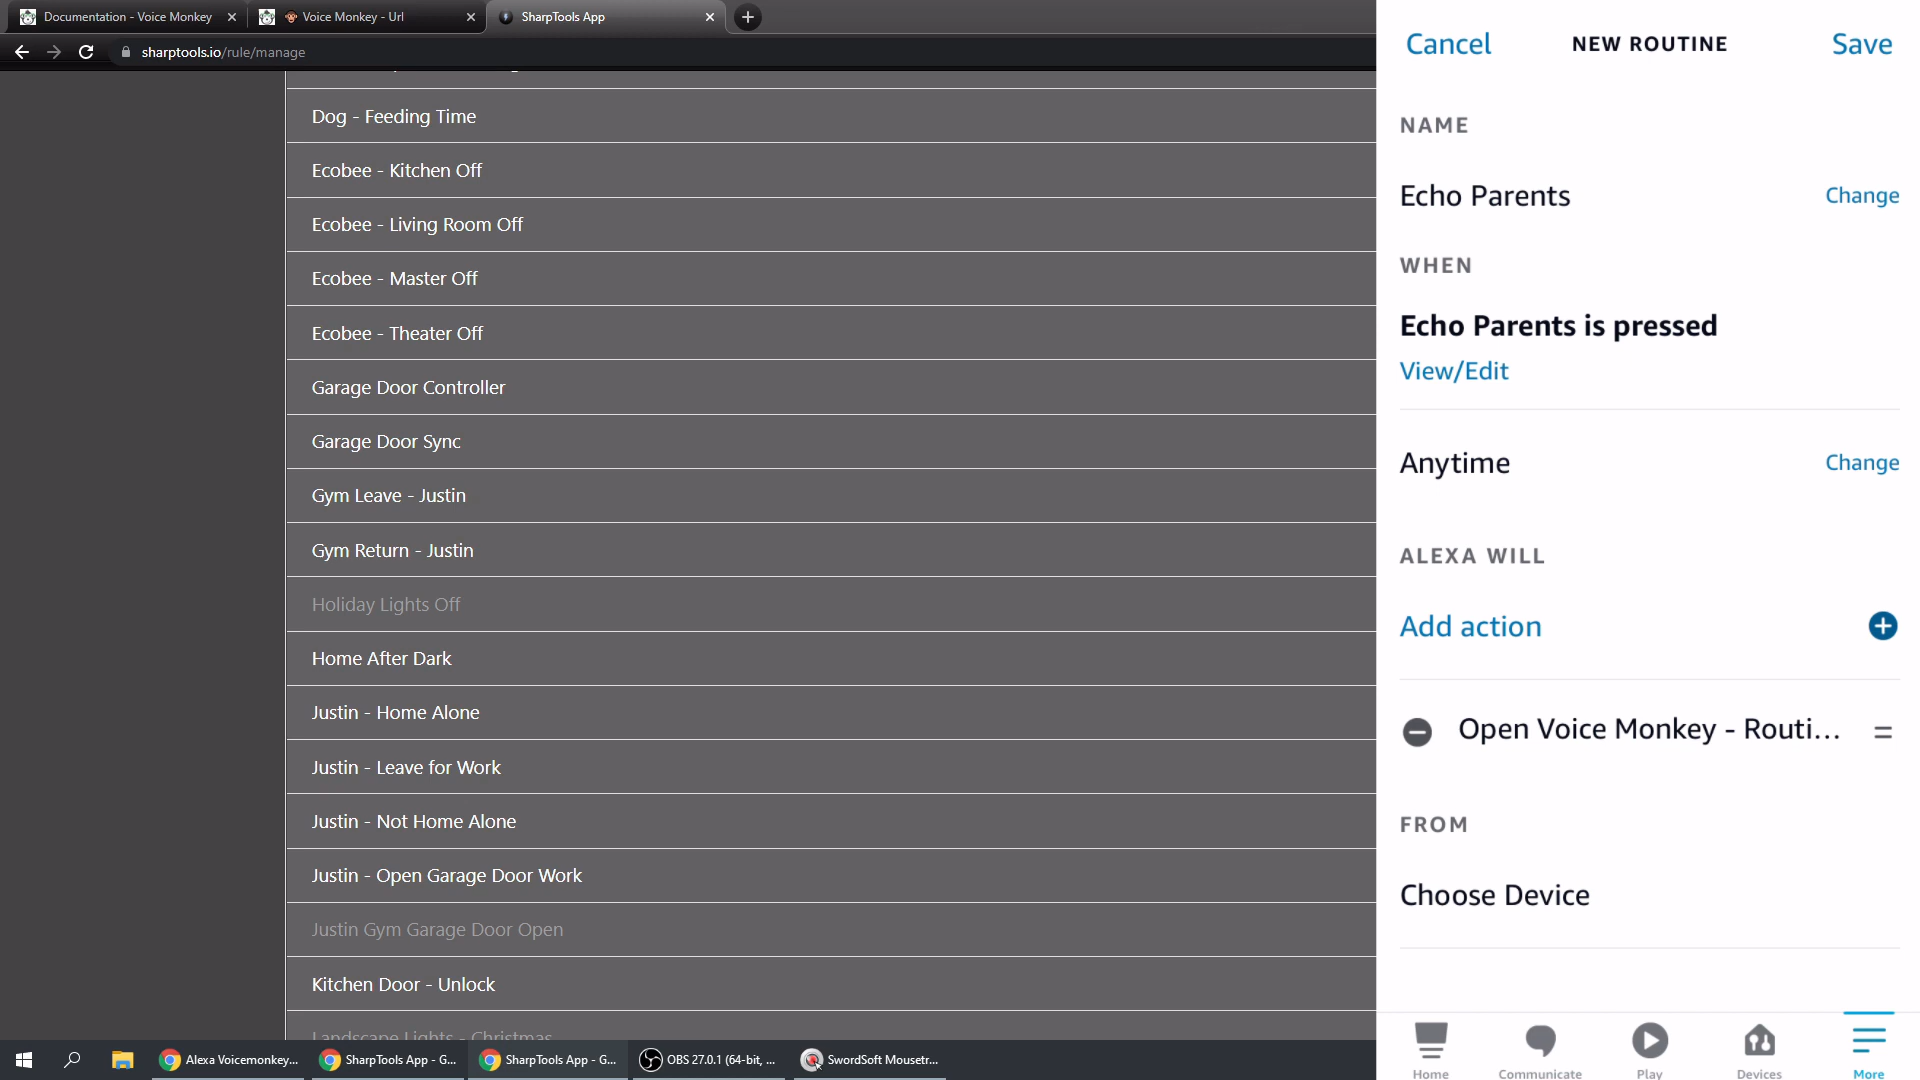 Documentation - Voice Monkey
Voice Monkey - Url
SharpTools App
sharptools.io/rule/manage
Dog - Feeding Time
Ecobee - Kitchen Off
Ecobee - Living Room Off
Ecobee - Master Off
Ecobee - Theater Off
Garage Door Controller
Garage Door Sync
Gym Leave - Justin
Gym Return - Justin
Holiday Lights Off
Home After Dark
Justin - Home Alone
Justin - Leave for Work
Justin - Not Home Alone
Justin - Open Garage Door Work
Justin Gym Garage Door Open
Kitchen Door - Unlock
Landscape Lights - Christmas
Cancel
NEW ROUTINE
Save
NAME
Echo Parents
Change
WHEN
Echo Parents is pressed
View/Edit
Anytime
Change
ALEXA WILL
Add action
Open Voice Monkey - Routi...
FROM
Choose Device
Home
Communicate
Play
Devices
More
Alexa Voicemonkey...
SharpTools App - G...
SharpTools App - G...
OBS 27.0.1 (64-bit, ...
SwordSoft Mousetr...